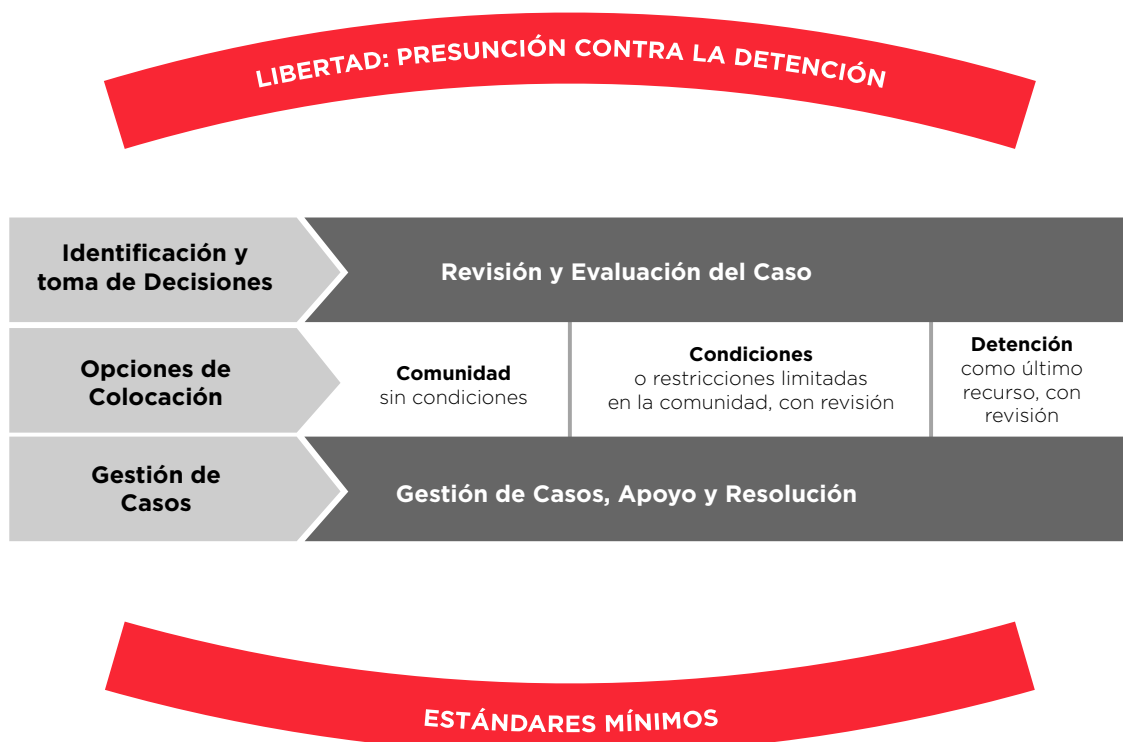 LIBERTAD: PRESUNCIÓN CONTRA LA DETENCIÓN
Identificación y
toma de Decisiones
Revisión y Evaluación del Caso
Opciones de
Colocación
Comunidad
sin condiciones
Condiciones
o restricciones limitadas
en la comunidad, con revisión
Detención
como último
recurso, con
revisión
Gestión de
Casos
Gestión de Casos, Apoyo y Resolución
ESTÁNDARES MÍNIMOS